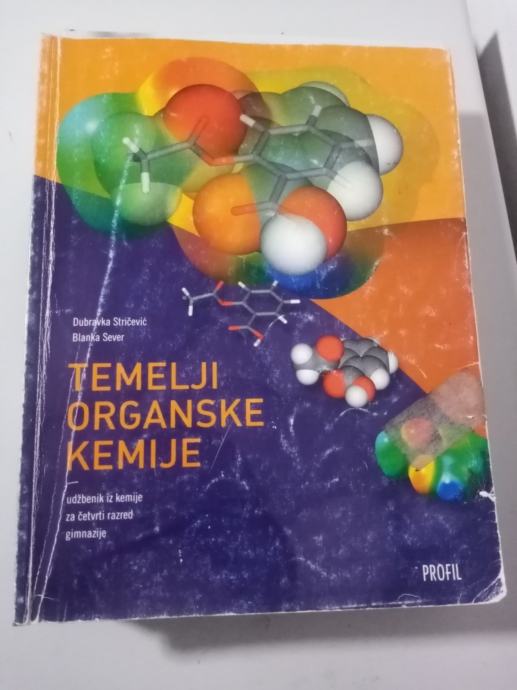 Dubravka Stričević
Blanka Sever
TEMELJI
ORGANSKE
KEMIJE
udžbenik iz kemije
za četvrti razred
gimnazije
PROFIL